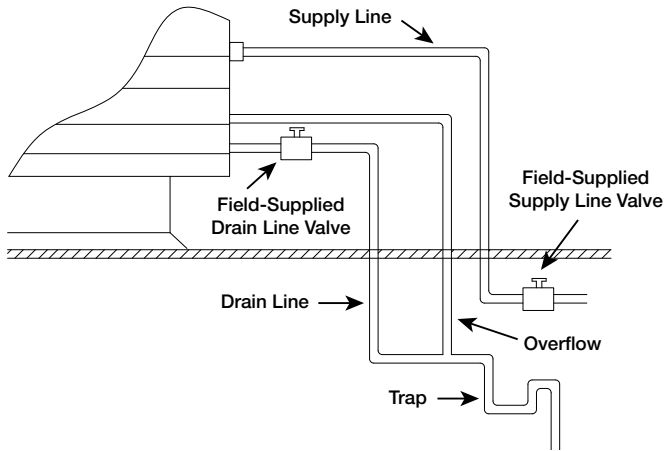 Supply Line
Field-Supplied
Drain Line Valve
Field-Supplied
Supply Line Valve
Drain Line
Overflow
Trap